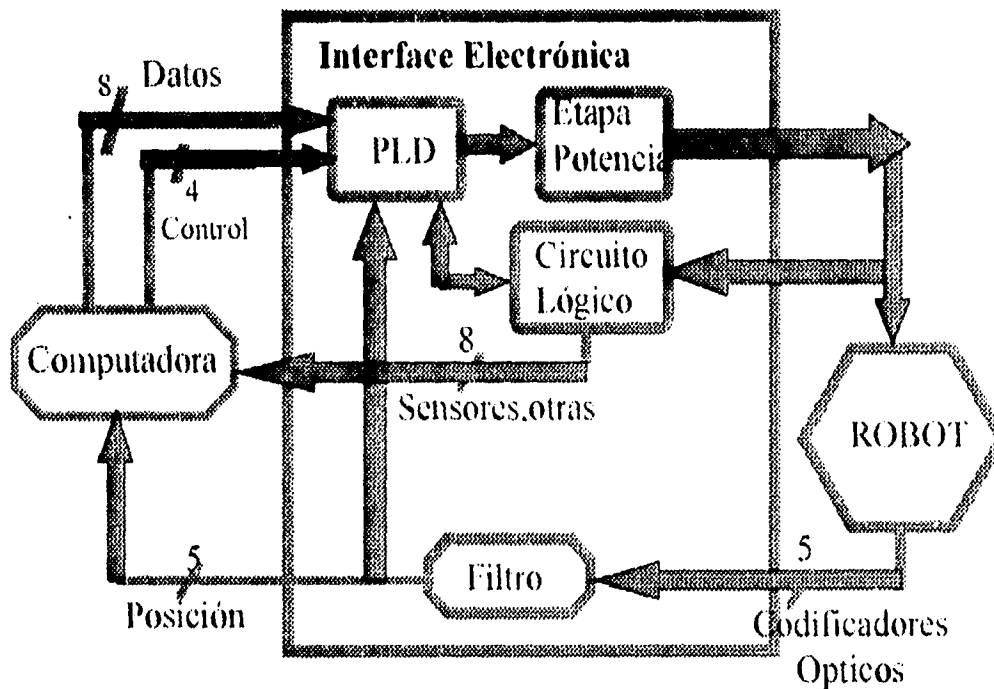 Interface Electrónica
8 Datos
PLD
Etapa
Potencia
4
Control
Circuito
Lógico
Computadora
8
Sensores,otras
ROBOT
5
Posición
Filtro
5
Codificadores
Opticos